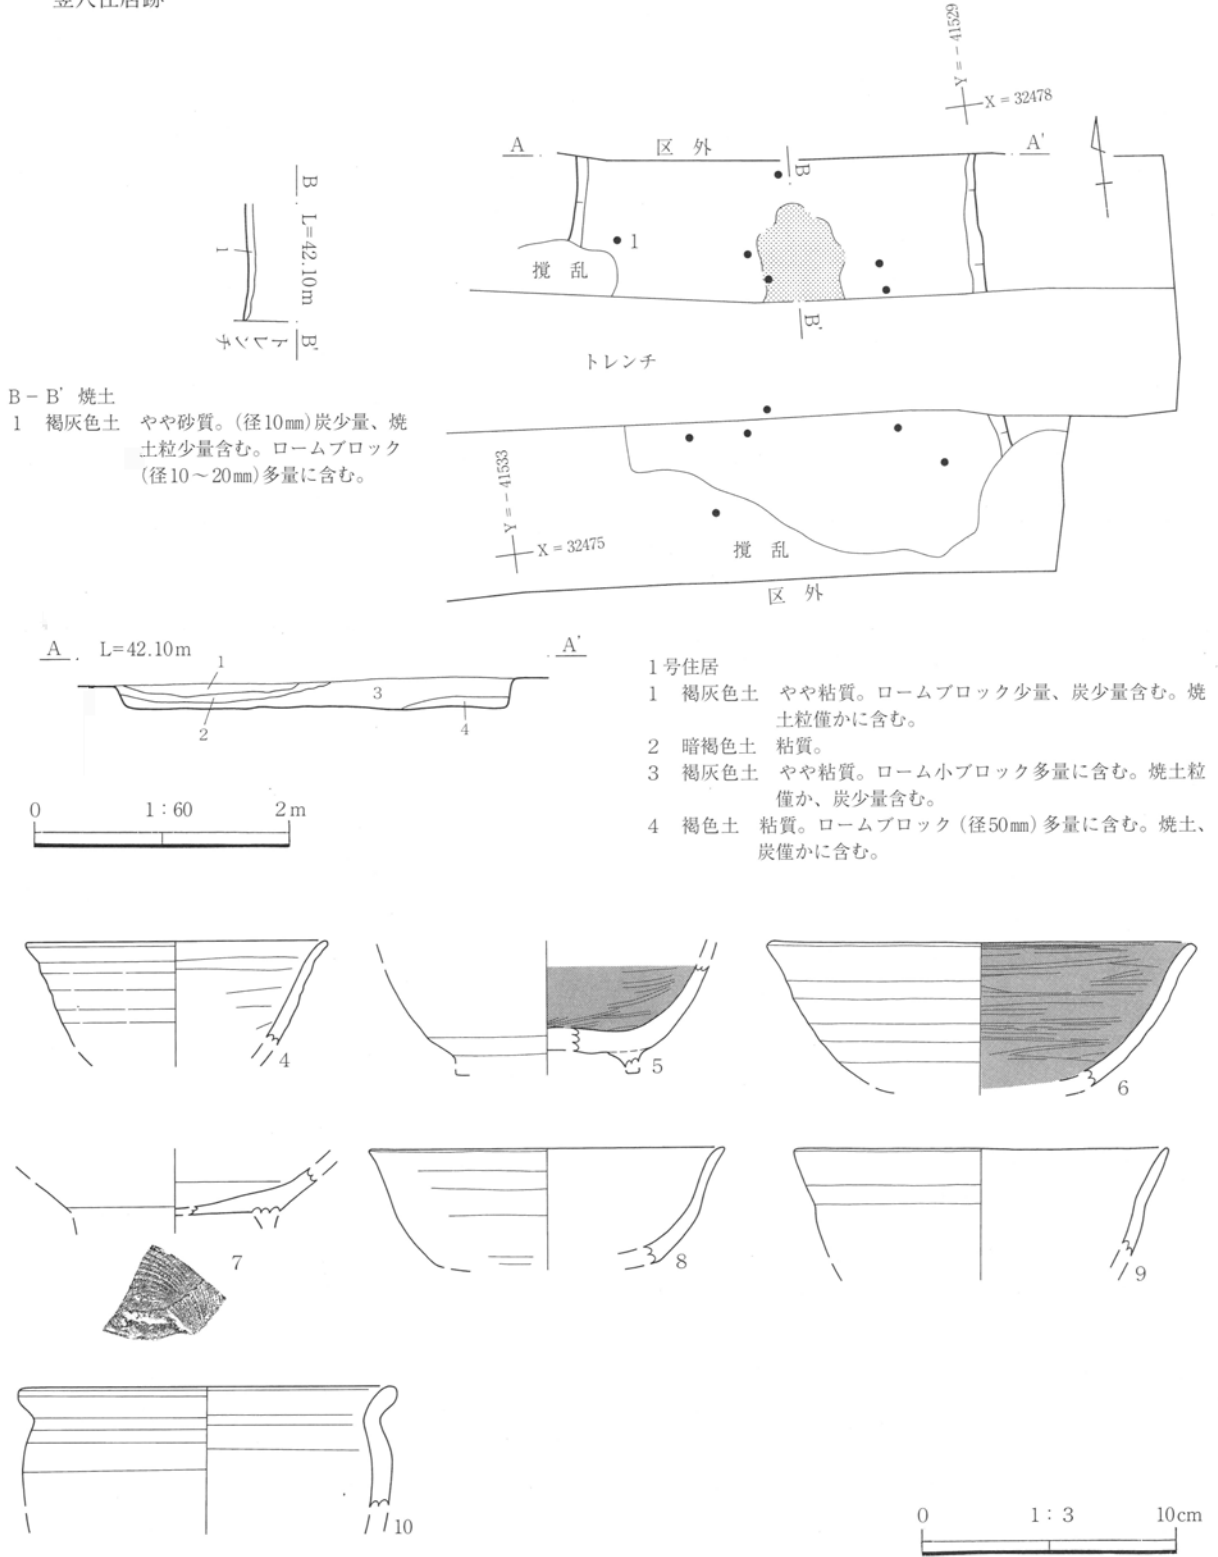 竪穴住居跡
Y = - 41529
X = 32478
A
区 外
A'
B
1
撹 乱
B'
トレンチ
Y = - 41533
X = 32475
撹 乱
区 外
B L=42.10m B'
1
トレンチ
B - B' 焼土
1 褐灰色土 やや砂質。(径10㎜)炭少量、焼
土粒少量含む。ロームブロック
(径10～20㎜)多量に含む。
A L=42.10m A'
1
2
3
4
0 1:60 2m
1号住居
1 褐灰色土 やや粘質。ロームブロック少量、炭少量含む。焼
土粒僅かに含む。
2 暗褐色土 粘質。
3 褐灰色土 やや粘質。ローム小ブロック多量に含む。焼土粒
僅か、炭少量含む。
4 褐色土 粘質。ロームブロック(径50㎜)多量に含む。焼土、
炭僅かに含む。
4
5
6
7
8
9
10
0 1:3 10cm